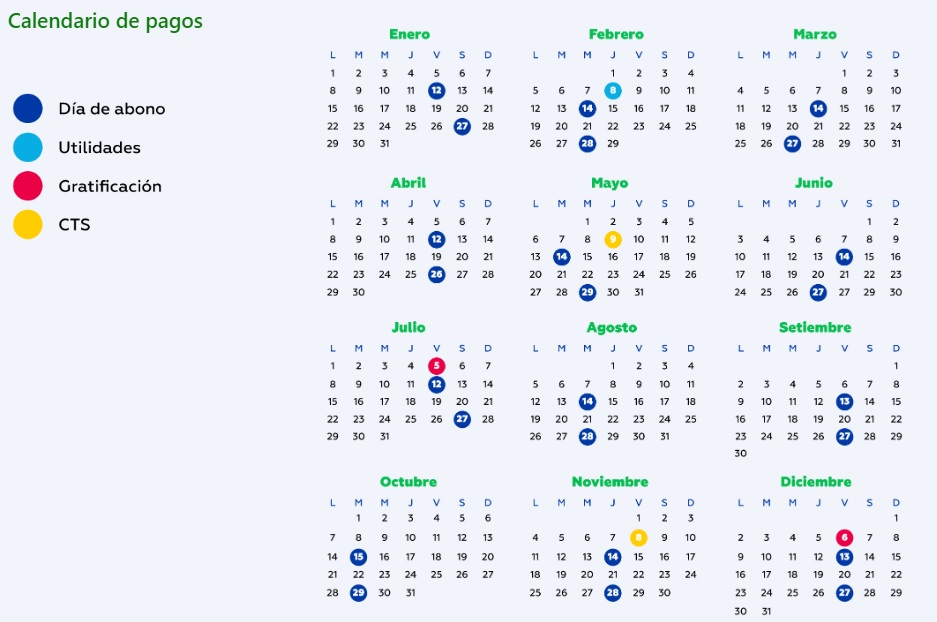 Calendario de pagos
Día de abono
Utilidades
Gratificación
CTS
Enero
L M M J V S D
1 2 3 4 5 6 7
8 9 10 11 12 13 14
15 16 17 18 19 20 21
22 23 24 25 26 27 28
29 30 31
Febrero
L M M J V S D
1 2 3 4
5 6 7 8 9 10 11
12 13 14 15 16 17 18
19 20 21 22 23 24 25
26 27 28 29
Marzo
L M M J V S D
1 2 3
4 5 6 7 8 9 10
11 12 13 14 15 16 17
18 19 20 21 22 23 24
25 26 27 28 29 30 31
Abril
L M M J V S D
1 2 3 4 5 6 7
8 9 10 11 12 13 14
15 16 17 18 19 20 21
22 23 24 25 26 27 28
29 30
Mayo
L M M J V S D
1 2 3 4 5
6 7 8 9 10 11 12
13 14 15 16 17 18 19
20 21 22 23 24 25 26
27 28 29 30 31
Junio
L M M J V S D
1 2
3 4 5 6 7 8 9
10 11 12 13 14 15 16
17 18 19 20 21 22 23
24 25 26 27 28 29 30
Julio
L M M J V S D
1 2 3 4 5 6 7
8 9 10 11 12 13 14
15 16 17 18 19 20 21
22 23 24 25 26 27 28
29 30 31
Agosto
L M M J V S D
1 2 3 4
5 6 7 8 9 10 11
12 13 14 15 16 17 18
19 20 21 22 23 24 25
26 27 28 29 30 31
Setiembre
L M M J V S D
1
2 3 4 5 6 7 8
9 10 11 12 13 14 15
16 17 18 19 20 21 22
23 24 25 26 27 28 29
30
Octubre
L M M J V S D
1 2 3 4 5 6
7 8 9 10 11 12 13
14 15 16 17 18 19 20
21 22 23 24 25 26 27
28 29 30 31
Noviembre
L M M J V S D
1 2 3
4 5 6 7 8 9 10
11 12 13 14 15 16 17
18 19 20 21 22 23 24
25 26 27 28 29 30
Diciembre
L M M J V S D
1
2 3 4 5 6 7 8
9 10 11 12 13 14 15
16 17 18 19 20 21 22
23 24 25 26 27 28 29
30 31